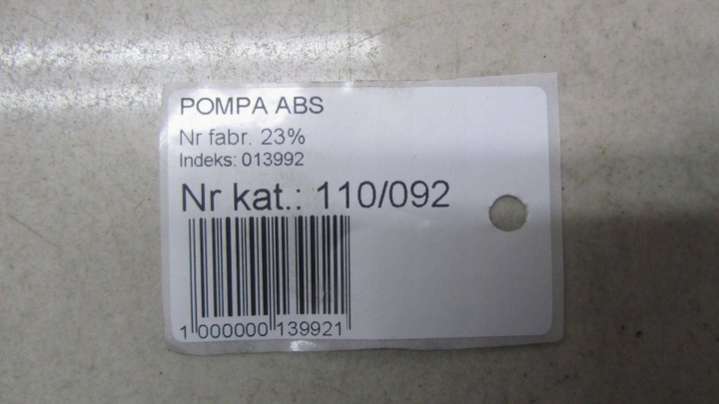 POMPA ABS
Nr fabr. 23%
Indeks: 013992
Nr kat.: 110/092
1 000000 139921